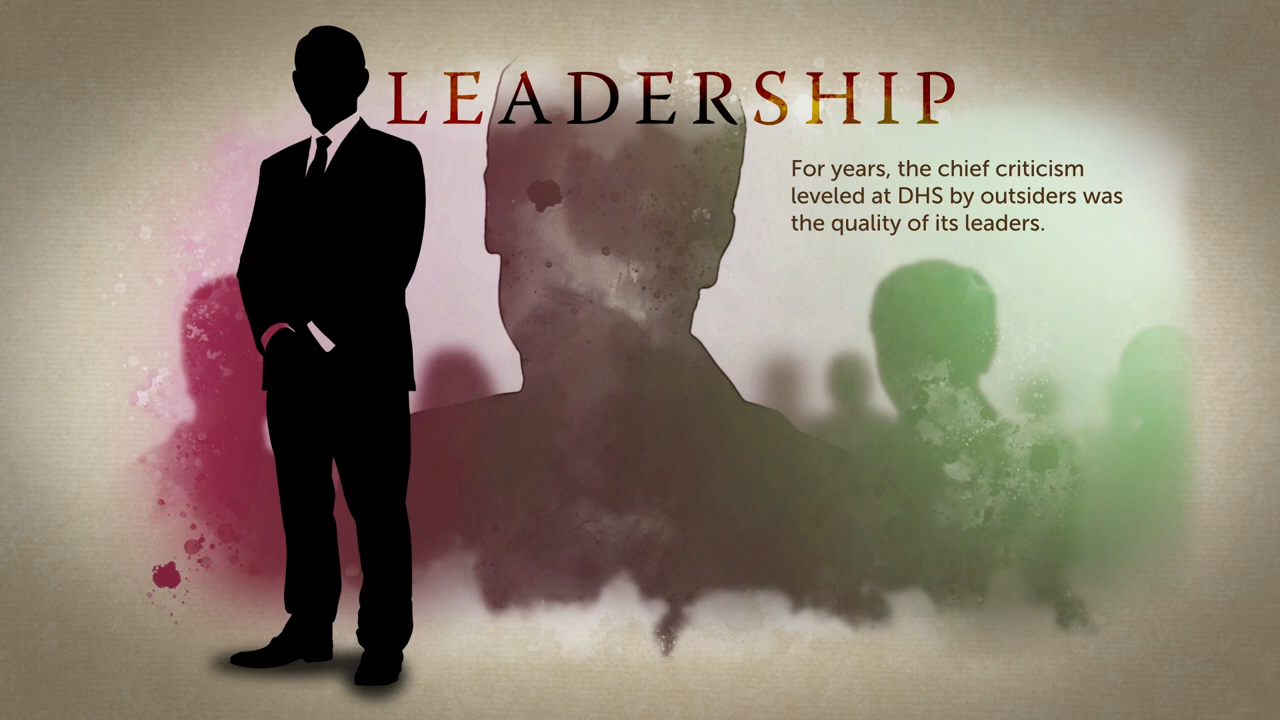 LEADERSHIP
For years, the chief criticism
leveled at DHS by outsiders was
the quality of its leaders.